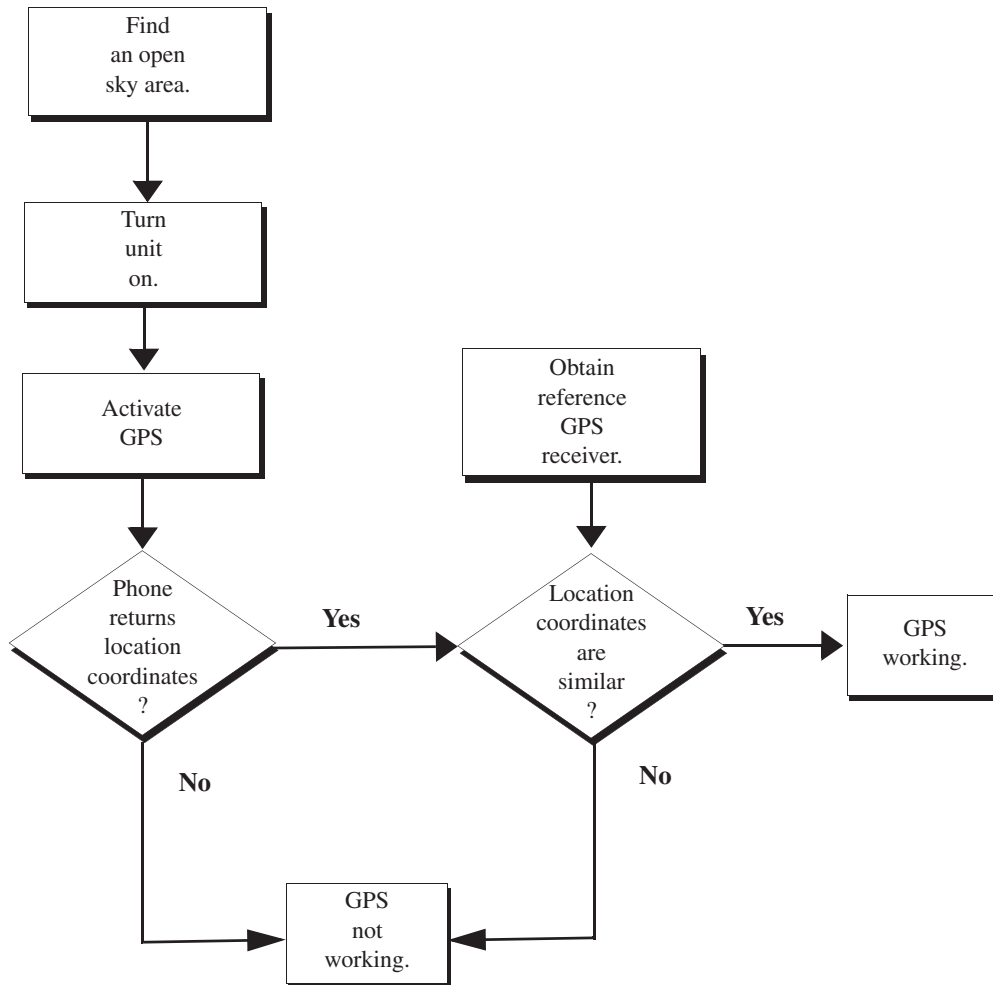 Find
an open
sky area.
Turn
unit
on.
Activate
GPS
Obtain
reference
GPS
receiver.
Phone
returns
location
coordinates
?
Yes
Location
coordinates
are
similar
?
Yes
GPS
working.
No
No
GPS
not
working.